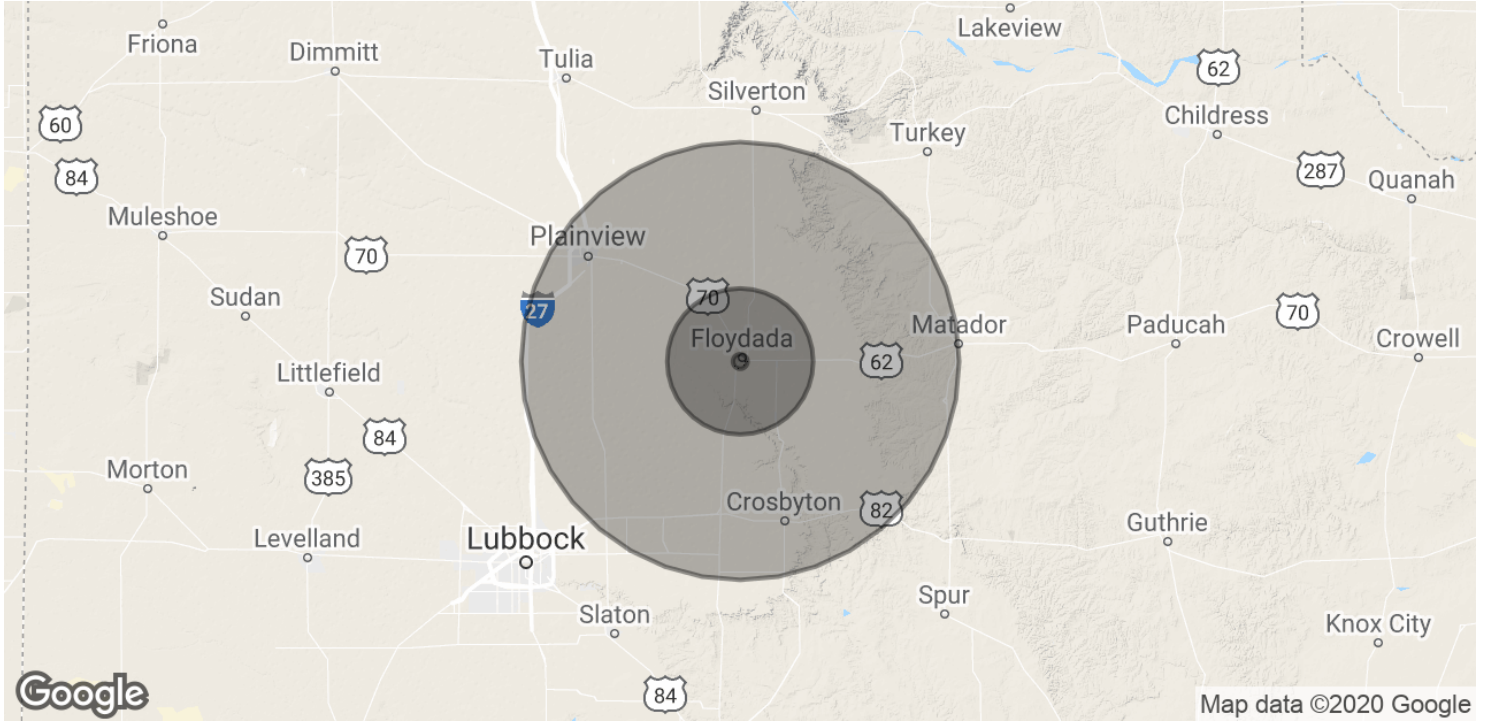 Lakeview
Friona
Dimmitt
Tulia
62
Silverton
Childress
60
Turkey
84
287
Quanah
Muleshoe
Plainview
70
Sudan
70
27
70
Matador
Paducah
Floydada
Crowell
62
Littlefield
84
Morton
385
Crosbyton
82
Guthrie
Levelland
Lubbock
Spur
Slaton
Knox City
84
Google
Map data ©2020 Google